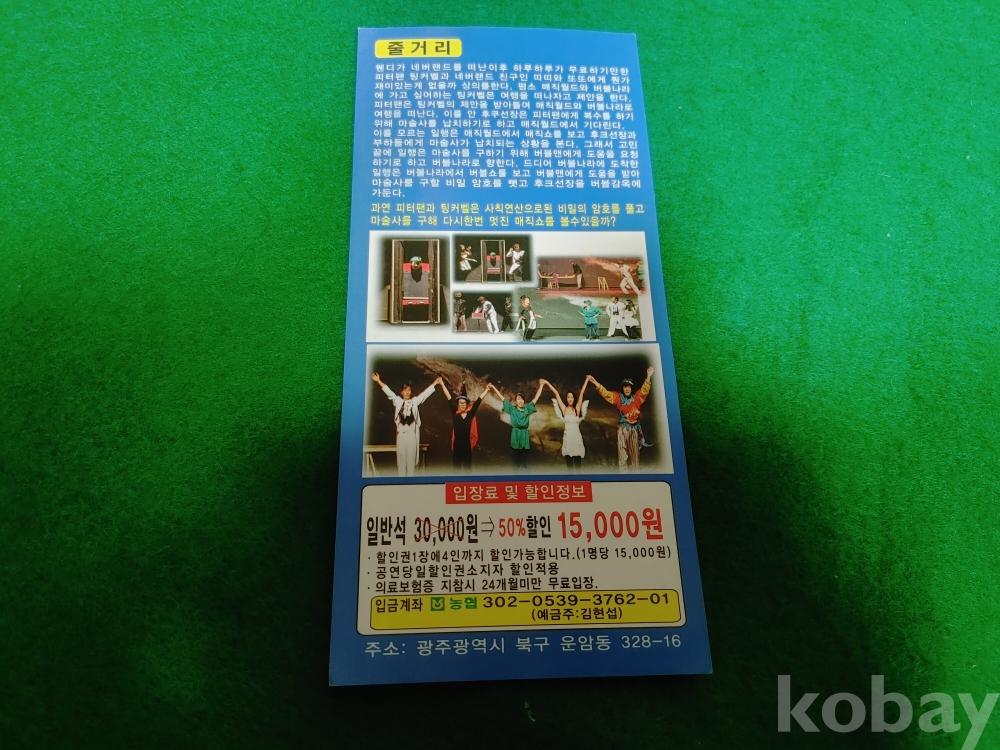 줄거리
웬디가 네버랜드를 떠난이후 하루하루가 무료하기만한
피터팬 팅커벨과 네버랜드 친구인 띠띠와 또또에게 뭔가
재미있는게 없을까 상의를한다. 평소 매직월드와 버블나라
에 가고 싶어하는 팅커벨은 여행을 떠나자고 제안을 한다.
피터팬은 팅커벨의 제안을 받아들여 매직월드와 버블나라로
여행을 떠난다. 이를 안 후쿠선장은 피터팬에게 복수를 하기
위해 마술사를 납치하기로 하고 매직월드에서 기다린다.
이를 모르는 일행은 매직월드에서 매직쇼를 보고 후크선장과
부하들에게 마술사가 납치되는 상황을 본다. 그래서 고민
끝에 일행은 마술사를 구하기 위해 버블맨에게 도움을 요청
하기로 하고 버블나라로 향한다. 드디어 버블나라에 도착한
일행은 버블나라에서 버블쇼를 보고 버블맨에게 도움을 받아
마술사를 구할 비밀 암호를 뺏고 후크선장을 버블감옥에
가둔다.
과연 피터팬과 팅커벨은 사칙연산으로된 비밀의 암호를 풀고
마술사를 구해 다시한번 멋진 매직쇼를 볼수있을까?
입장료 및 할인정보
일반석 30,000원⇒50%할인 15,000원
· 할인권1장에4인까지 할인가능합니다.(1명당 15,000원)
· 공연당일할인권소지자 할인적용
· 의료보험증 지참시 24개월미만 무료입장.
입금계좌 농협 302-0539-3762-01
(예금주:김현섭)
주소: 광주광역시 북구 운암동 328-16
kobay